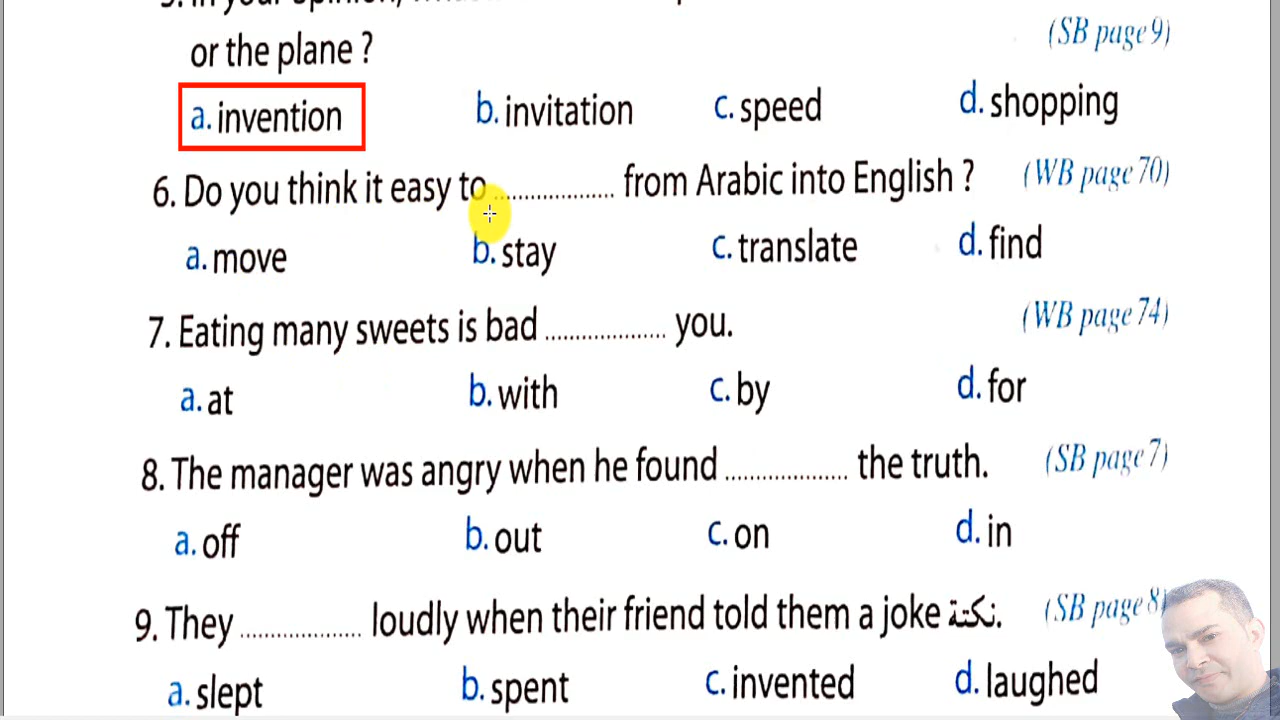 or the plane ? (SB page 9)
a. invention b. invitation c. speed d. shopping
6. Do you think it easy to .................... from Arabic into English ? (WB page 70)
a. move b. stay c. translate d. find
7. Eating many sweets is bad .................... you. (WB page 74)
a. at b. with c. by d. for
8. The manager was angry when he found .................... the truth. (SB page 7)
a. off b. out c. on d. in
9. They .................... loudly when their friend told them a joke نكتة. (SB page 8)
a. slept b. spent c. invented d. laughed